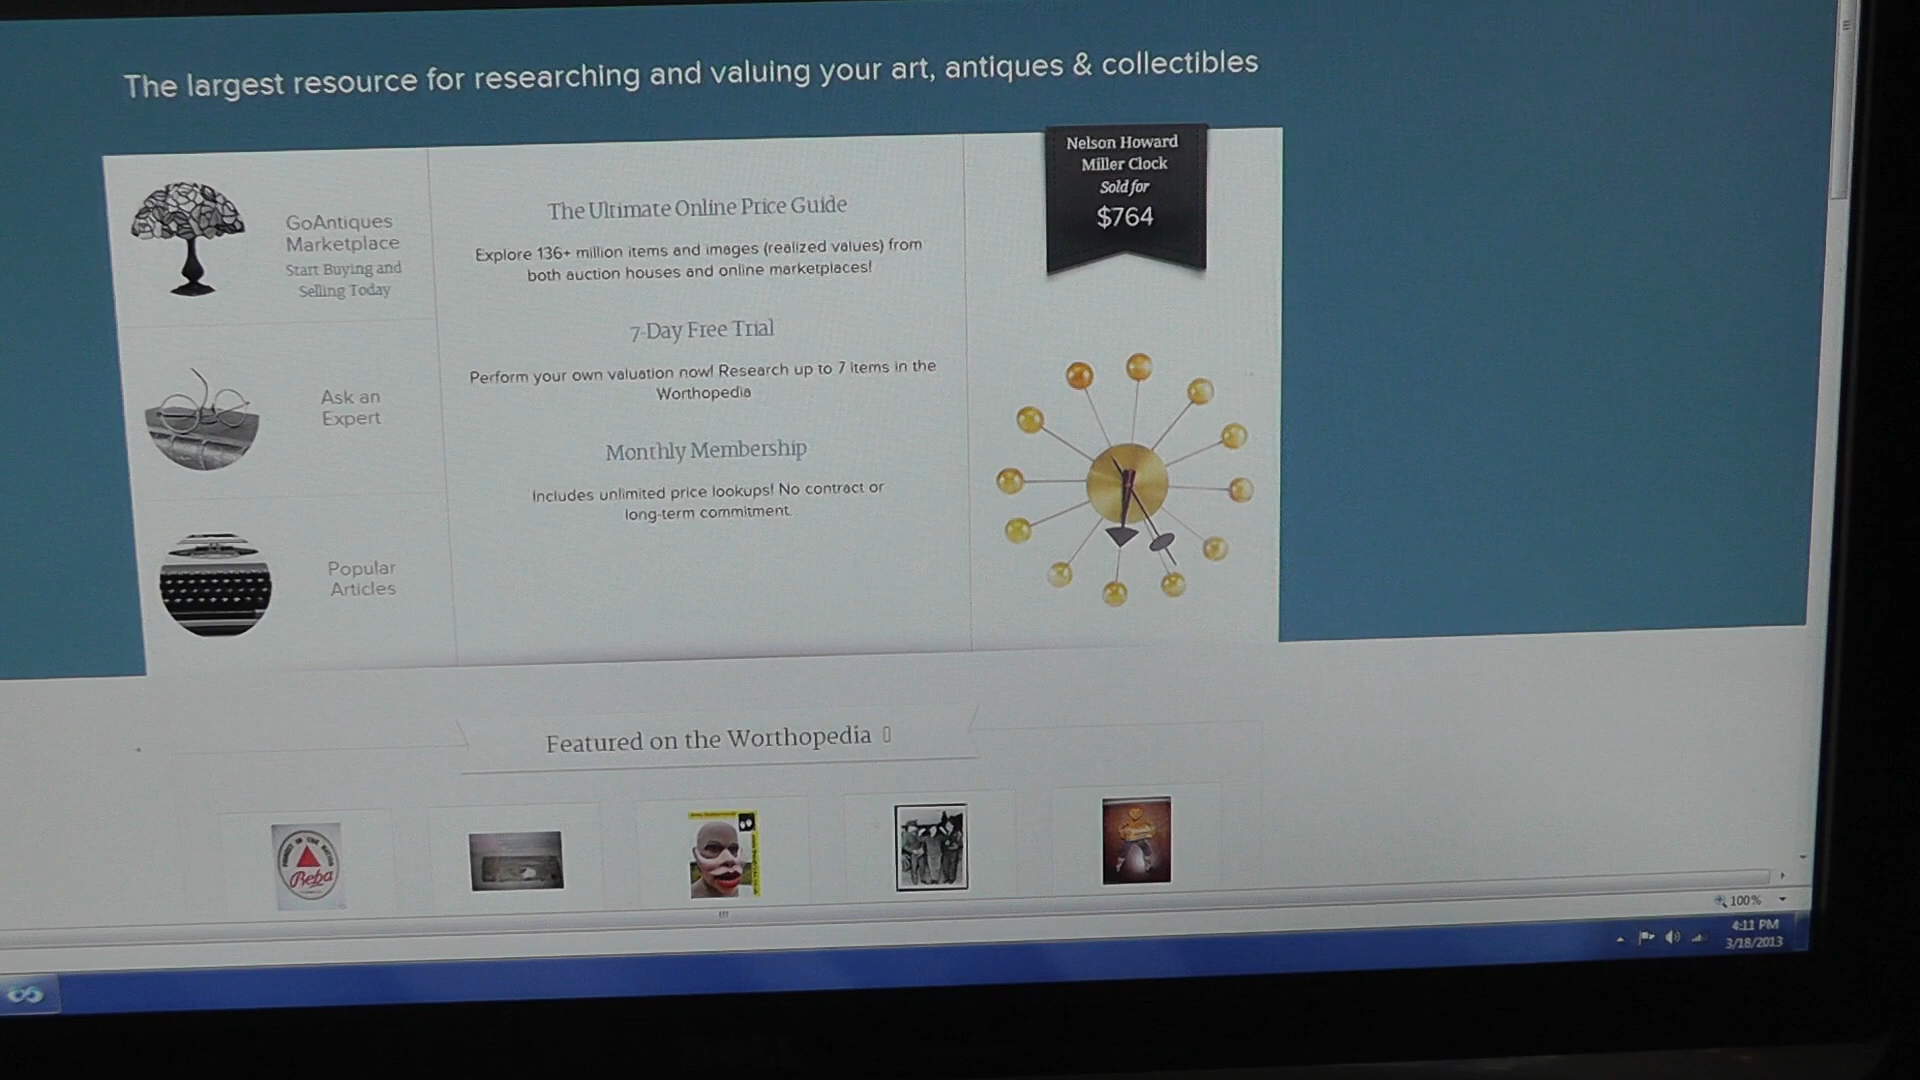 The largest resource for researching and valuing your art, antiques & collectibles
GoAntiques
Marketplace
Start Buying and
Selling Today
Ask an
Expert
Popular
Articles
The Ultimate Online Price Guide
Explore 136+ million items and images (realized values) from
both auction houses and online marketplaces!
7-Day Free Trial
Perform your own valuation now! Research up to 7 items in the
Worthopedia
Monthly Membership
Includes unlimited price lookups! No contract or
long-term commitment.
Nelson Howard
Miller Clock
Sold for
$764
Featured on the Worthopedia
Beba
100%
4:11 PM
3/18/2013